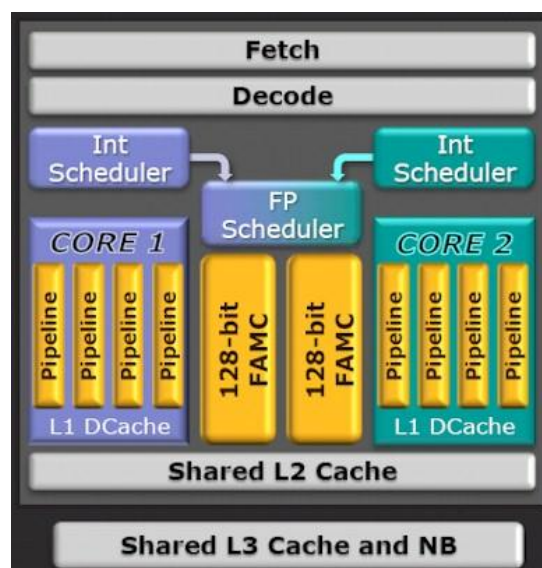 Fetch
Decode
Int
Scheduler
Int
Scheduler
FP
Scheduler
CORE 1
Pipeline
Pipeline
Pipeline
Pipeline
L1 DCache
128-bit
FAMC
128-bit
FAMC
CORE 2
Pipeline
Pipeline
Pipeline
Pipeline
L1 DCache
Shared L2 Cache
Shared L3 Cache and NB